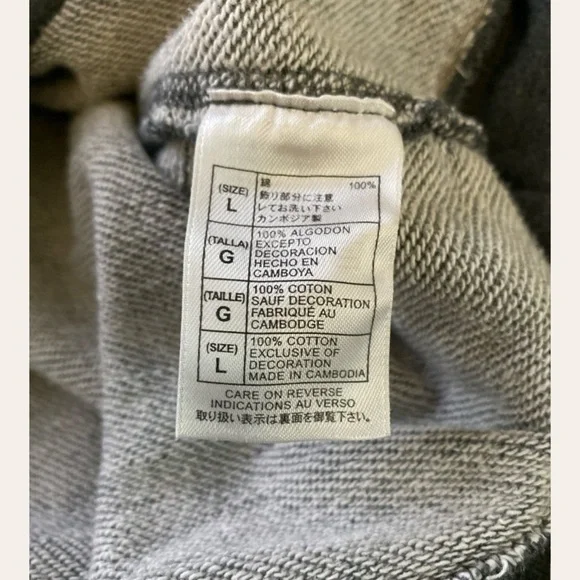 (SIZE)
L
綿 100%
飾り部分に注意
してお洗い下さい
カンボジア製
(TALLA)
G
100% ALGODON
EXCEPTO
DECORACION
HECHO EN
CAMBOYA
(TAILLE)
G
100% COTON
SAUF DECORATION
FABRIQUÉ AU
CAMBODGE
(SIZE)
L
100% COTTON
EXCLUSIVE OF
DECORATION
MADE IN CAMBODIA
CARE ON REVERSE
INDICATIONS AU VERSO
取り扱い表示は裏面を御覧下さい。